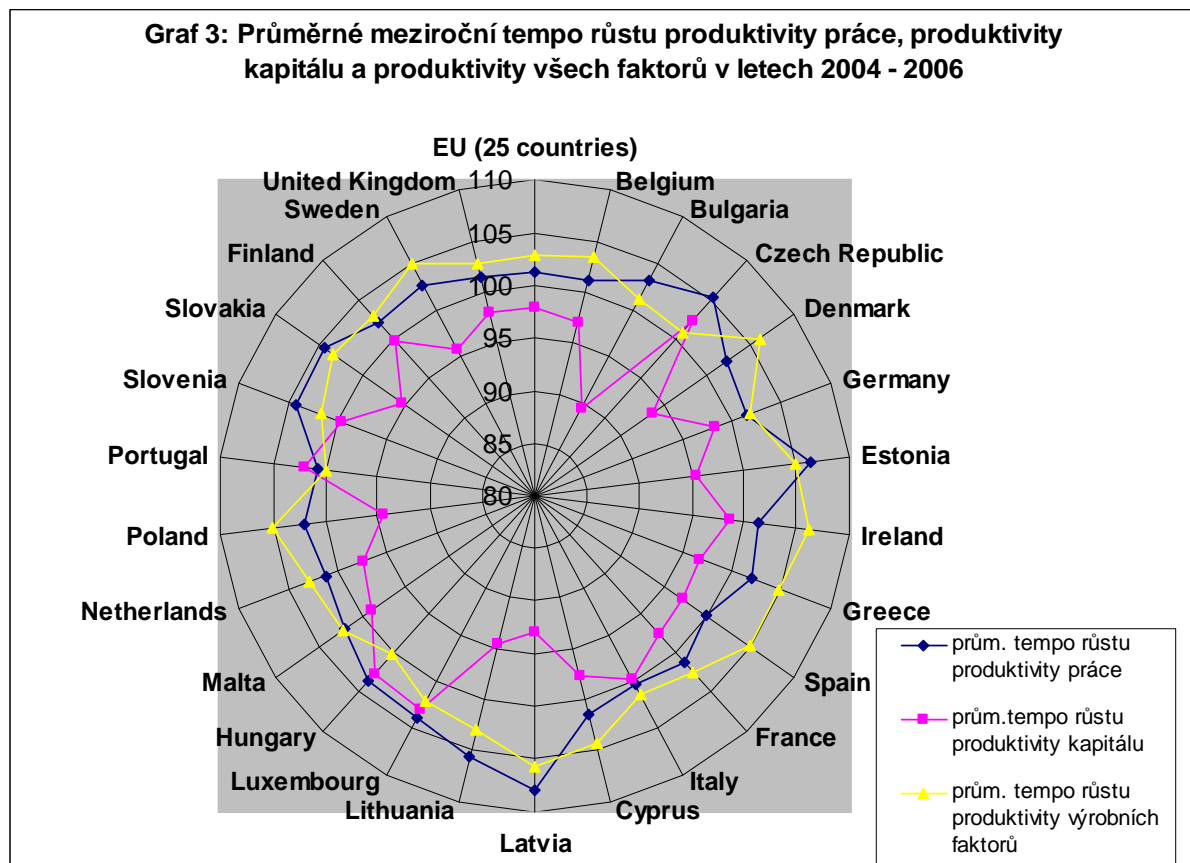 Graf 3: Průměrné meziroční tempo růstu produktivity práce, produktivity
kapitálu a produktivity všech faktorů v letech 2004 - 2006
EU (25 countries)
Belgium
Bulgaria
Czech Republic
Denmark
Germany
Estonia
Ireland
Greece
Spain
France
Italy
Cyprus
Latvia
Lithuania
Luxembourg
Hungary
Malta
Netherlands
Poland
Portugal
Slovenia
Slovakia
Finland
Sweden
United Kingdom
110
105
100
95
90
85
80
prům. tempo růstu
produktivity práce
prům.tempo růstu
produktivity kapitálu
prům. tempo růstu
produktivity výrobních
faktorů